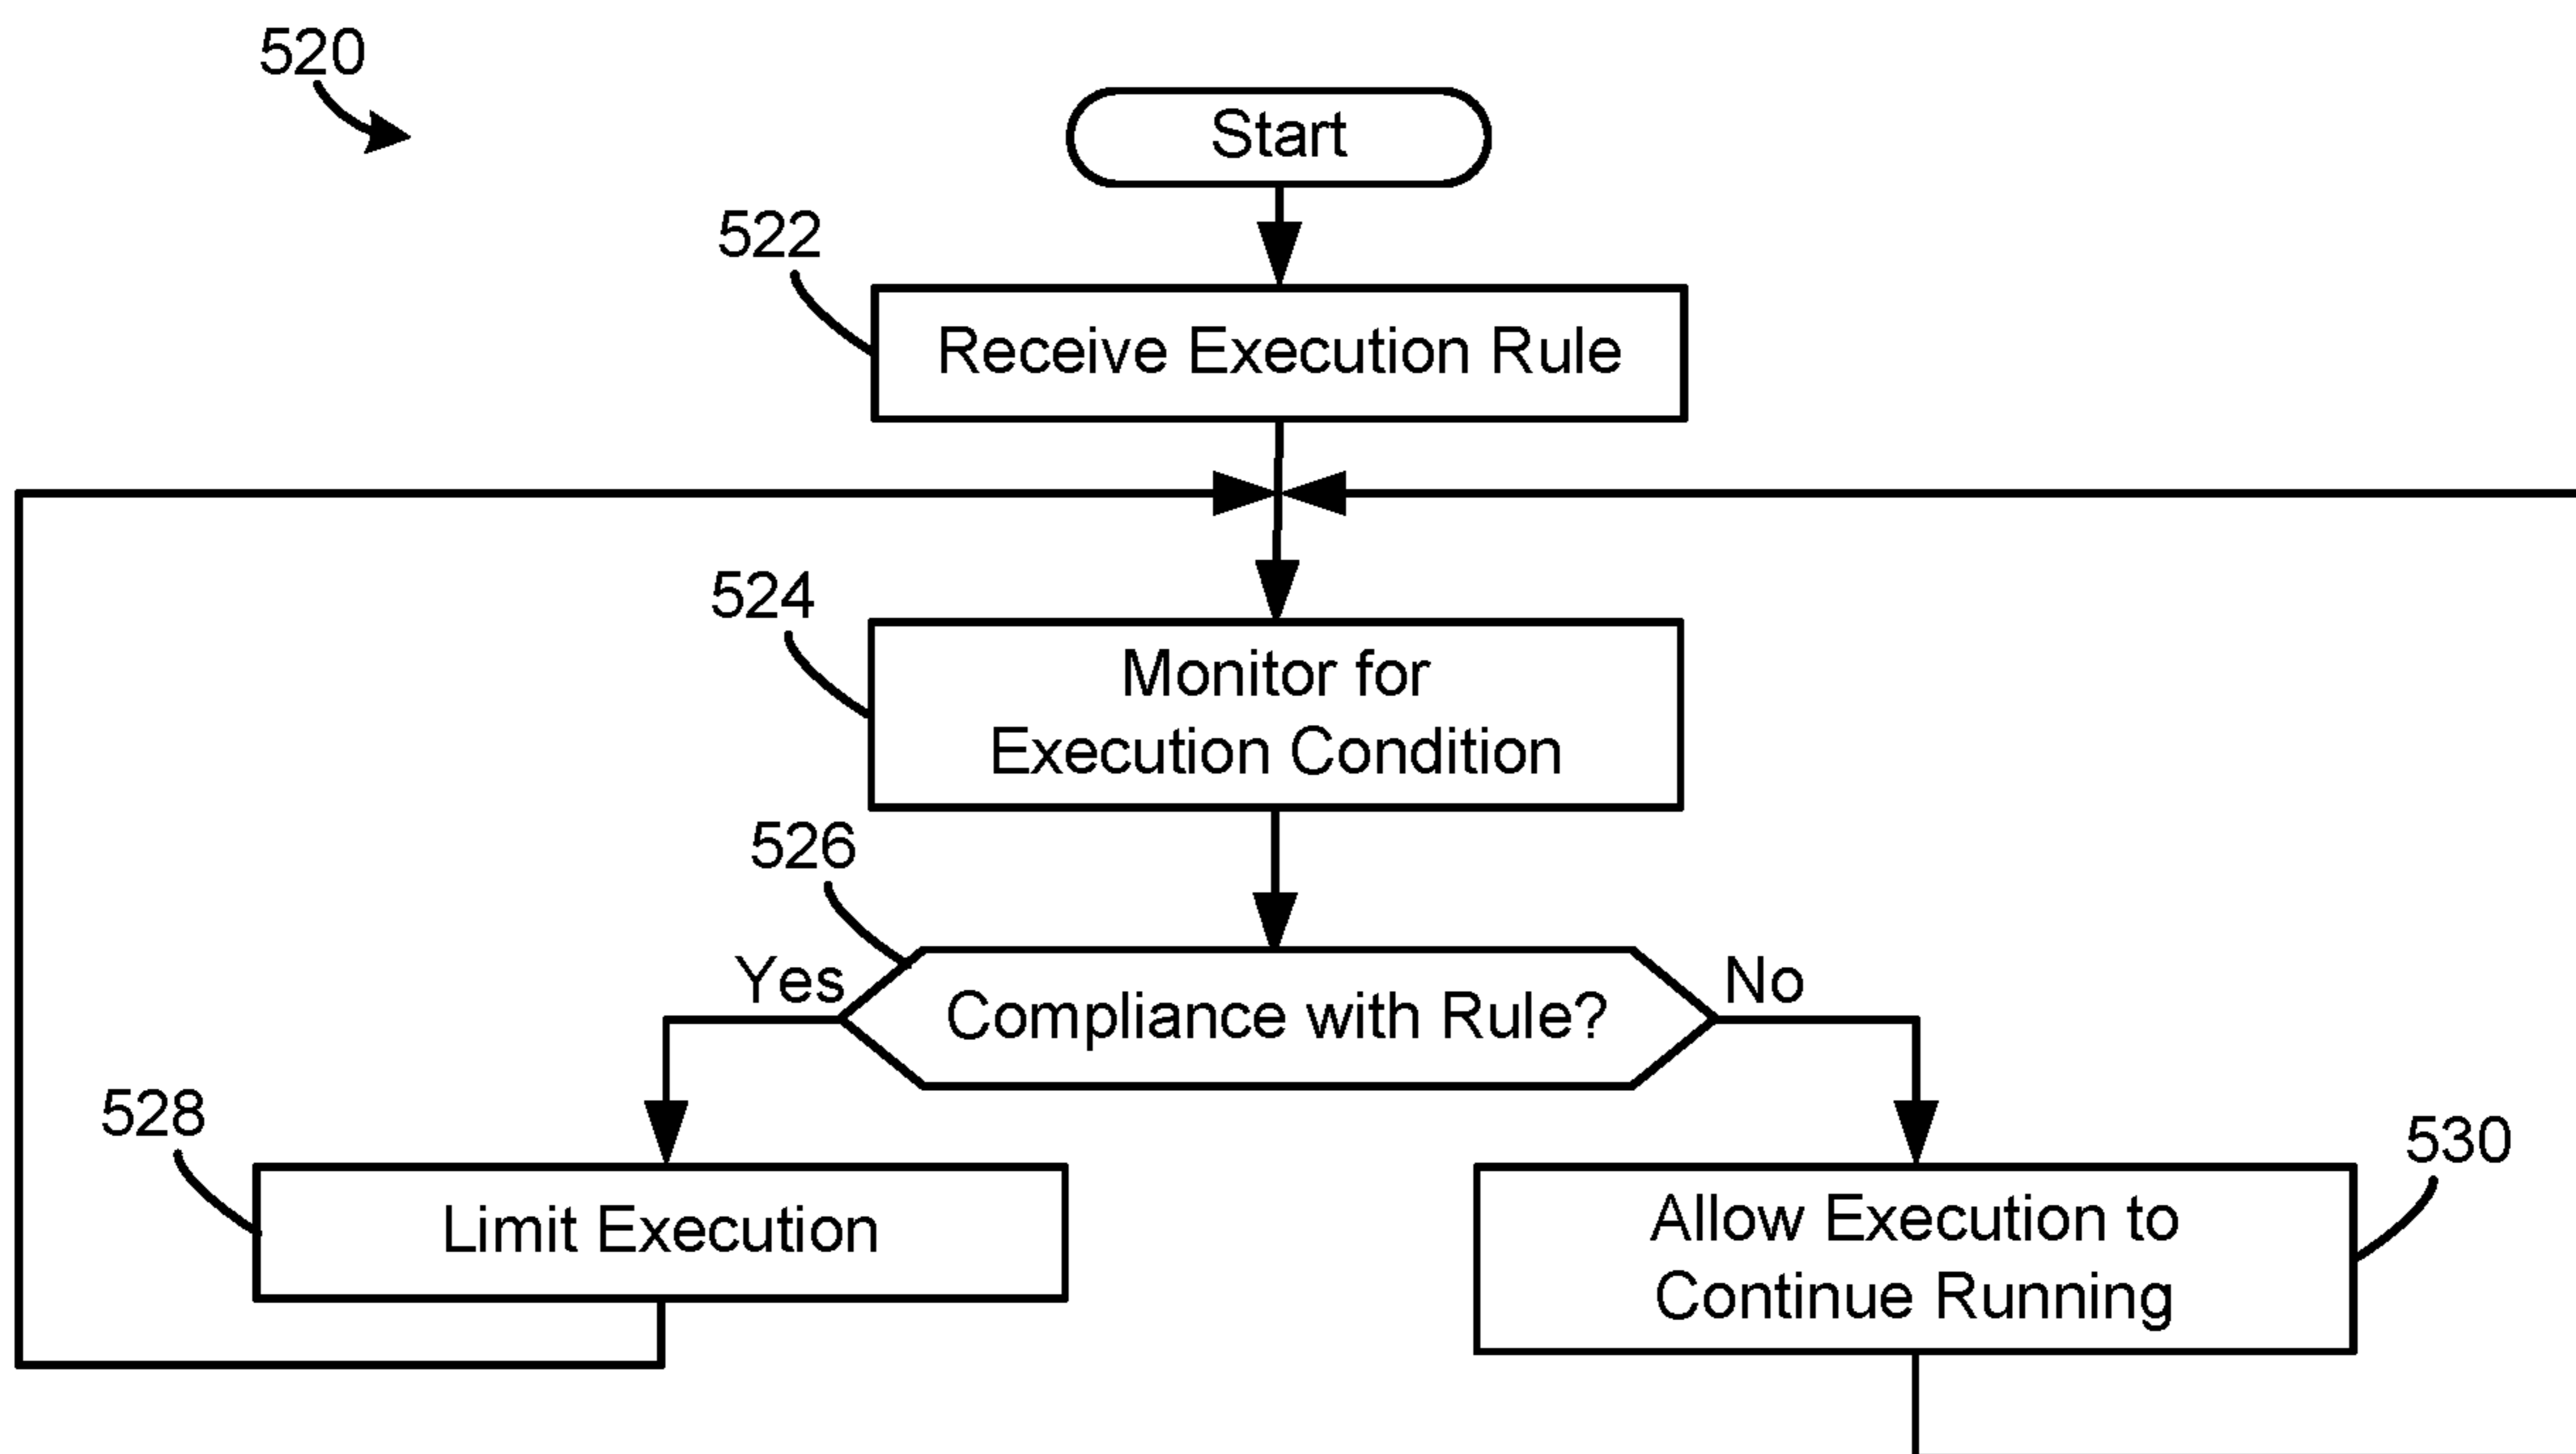 520
Start
522
Receive Execution Rule
524
Monitor for
Execution Condition
526
Yes
Compliance with Rule?
No
528
Limit Execution
530
Allow Execution to
Continue Running